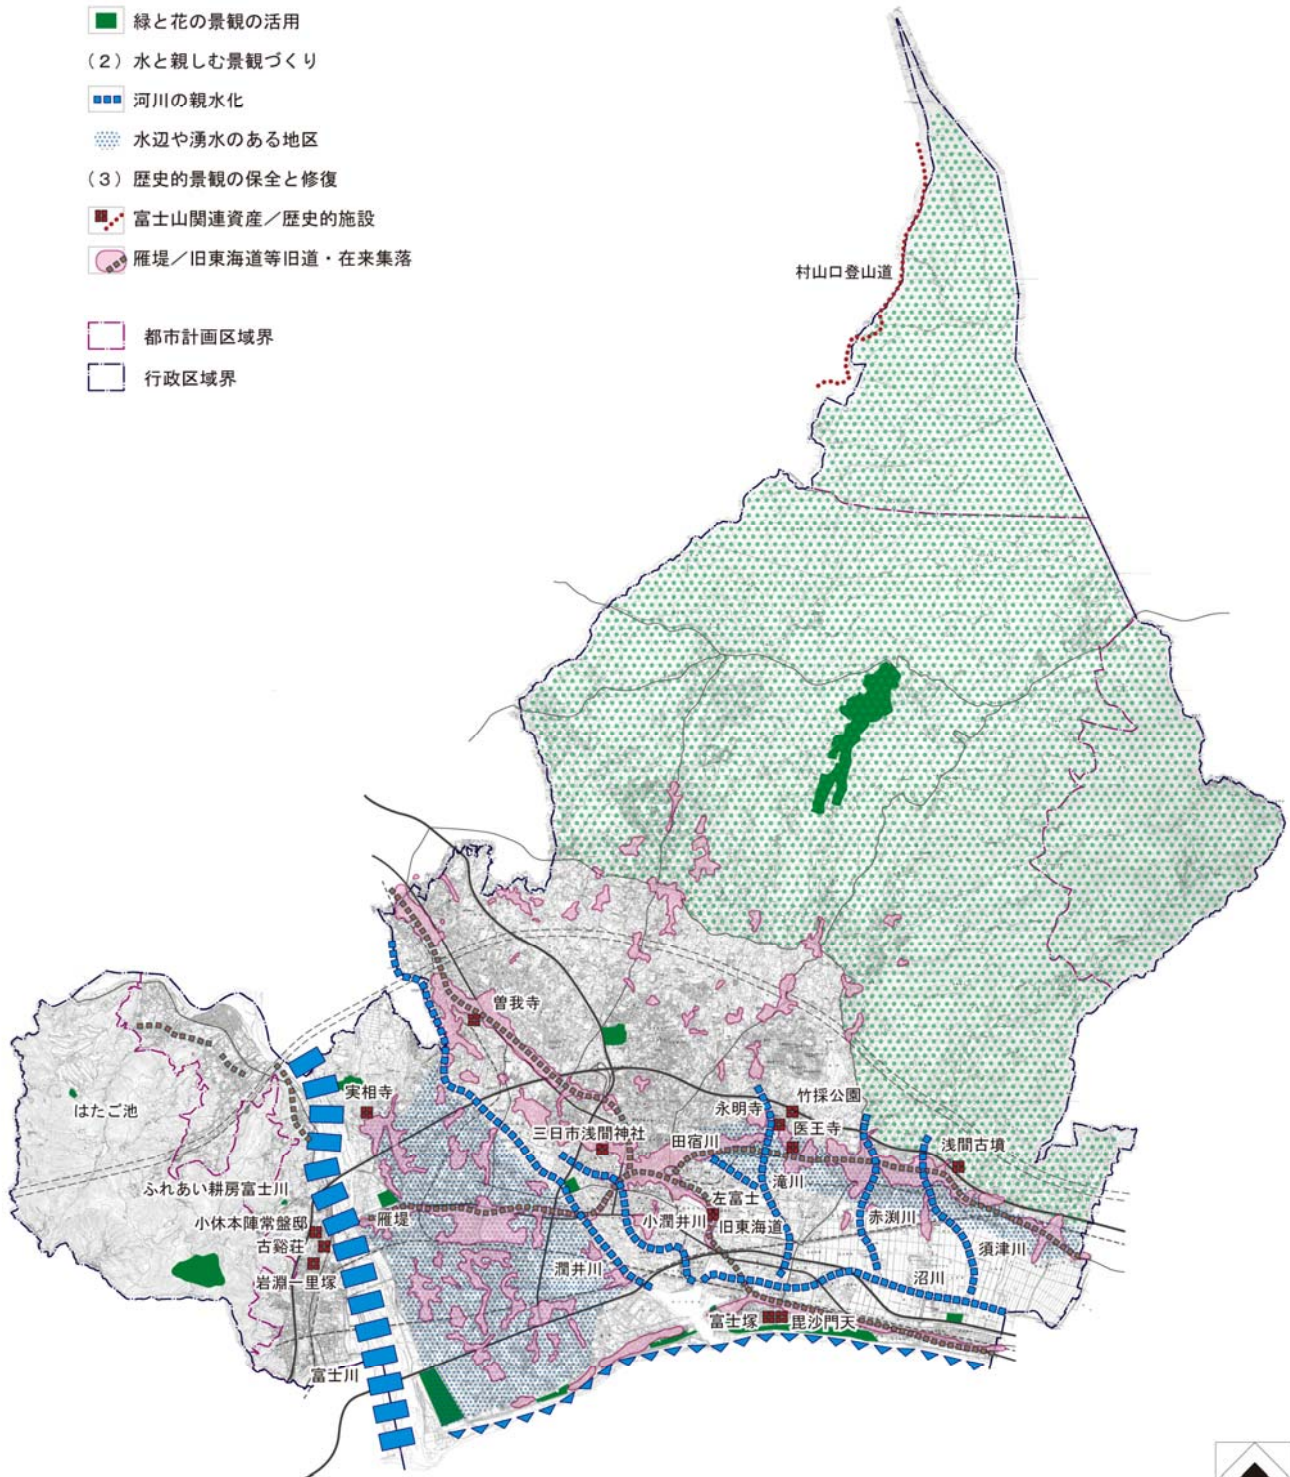 緑と花の景観の活用
（2）水と親しむ景観づくり
河川の親水化
水辺や湧水のある地区
（3）歴史的景観の保全と修復
富士山関連資産／歴史的施設
雁堤／旧東海道等旧道・在来集落
都市計画区域界
行政区域界
村山口登山道
曽我寺
実相寺
はたご池
竹採公園
永明寺
医王寺
三日市浅間神社
田宿川
浅間古墳
ふれあい耕房富士川
滝川
左富士
小休本陣常盤邸
雁堤
小潤井川
旧東海道
赤渕川
古谿荘
須津川
岩淵一里塚
潤井川
沼川
富士塚
毘沙門天
富士川